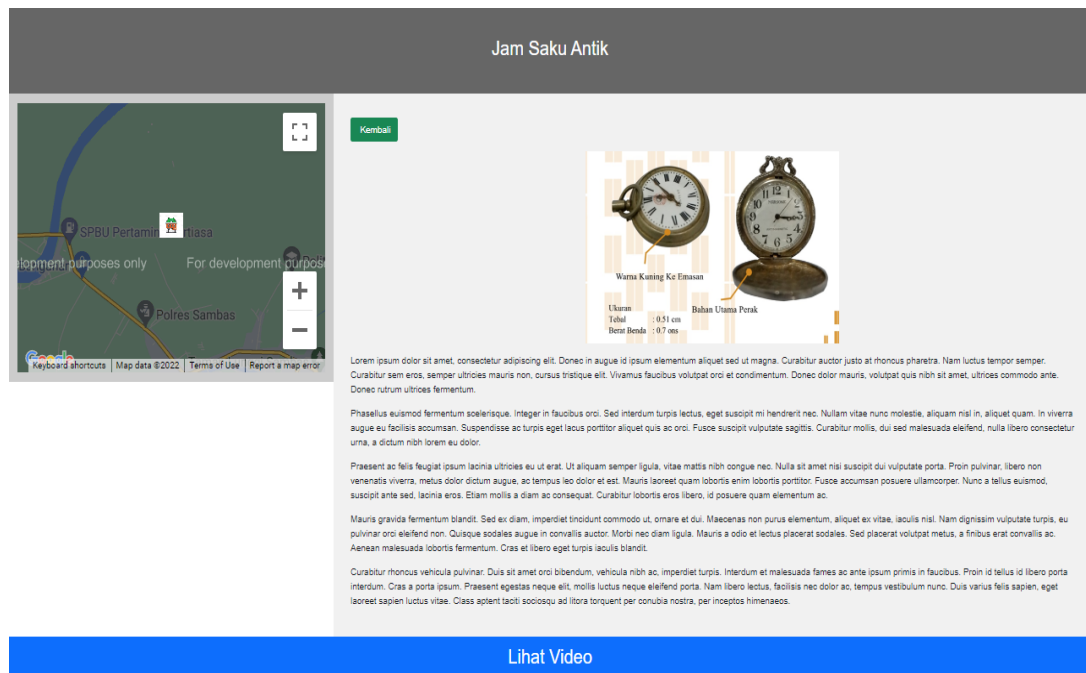 Jam Saku Antik
SPBU Pertamin
rtiasa
purposes only
For development
Polres Sambas
Google
Keyboard shortcuts
Map data ©2022
Terms of Use
Report a map error
Kembali
Warna Kuning Ke Emasan
Bahan Utama Perak
Ukuran
Tebal : 0.51 cm
Berat Benda : 0.7 ons
Lorem ipsum dolor sit amet, consectetur adipiscing elit. Donec in augue id ipsum elementum aliquet sed ut magna. Curabitur auctor justo at rhoncus pharetra. Nam luctus tempor semper.
Curabitur sem eros, semper ultricies mauris non, cursus tristique elit. Vivamus faucibus volutpat orci et condimentum. Donec dolor mauris, volutpat quis nibh sit amet, ultrices commodo ante.
Donec rutrum ultrices fermentum.
Phasellus euismod fermentum scelerisque. Integer in faucibus orci. Sed interdum turpis lectus, eget suscipit mi hendrerit nec. Nullam vitae nunc molestie, aliquam nisl in, aliquet quam. In viverra
augue eu facilisis accumsan. Suspendisse ac turpis eget lacus porttitor aliquet quis ac orci. Fusce suscipit vulputate sagittis. Curabitur mollis, dui sed malesuada eleifend, nulla libero consectetur
urna, a dictum nibh lorem eu dolor.
Praesent ac felis feugiat ipsum lacinia ultricies eu ut erat. Ut aliquam semper ligula, vitae mattis nibh congue nec. Nulla sit amet nisi suscipit dui vulputate porta. Proin pulvinar, libero non
venenatis viverra, metus dolor dictum augue, ac tempus leo dolor et est. Mauris laoreet quam lobortis enim lobortis porttitor. Fusce accumsan posuere ullamcorper. Nunc a tellus euismod,
suscipit ante sed, lacinia eros. Etiam mollis a diam ac consequat. Curabitur lobortis eros libero, id posuere quam elementum ac.
Mauris gravida fermentum blandit. Sed ex diam, imperdiet tincidunt commodo ut, ornare et dui. Maecenas non purus elementum, aliquet ex vitae, iaculis nisl. Nam dignissim vulputate turpis, eu
pulvinar orci eleifend non. Quisque sodales augue in convallis auctor. Morbi nec diam ligula. Mauris a odio et lectus placerat sodales. Sed placerat volutpat metus, a finibus erat convallis ac.
Aenean malesuada lobortis fermentum. Cras et libero eget turpis iaculis blandit.
Curabitur rhoncus vehicula pulvinar. Duis sit amet orci bibendum, vehicula nibh ac, imperdiet turpis. Interdum et malesuada fames ac ante ipsum primis in faucibus. Proin id tellus id libero porta
interdum. Cras a porta ipsum. Praesent egestas neque elit, mollis luctus neque eleifend porta. Nam libero lectus, facilisis nec dolor ac, tempus vestibulum nunc. Duis varius felis sapien, eget
laoreet sapien luctus vitae. Class aptent taciti sociosqu ad litora torquent per conubia nostra, per inceptos himenaeos.
Lihat Video